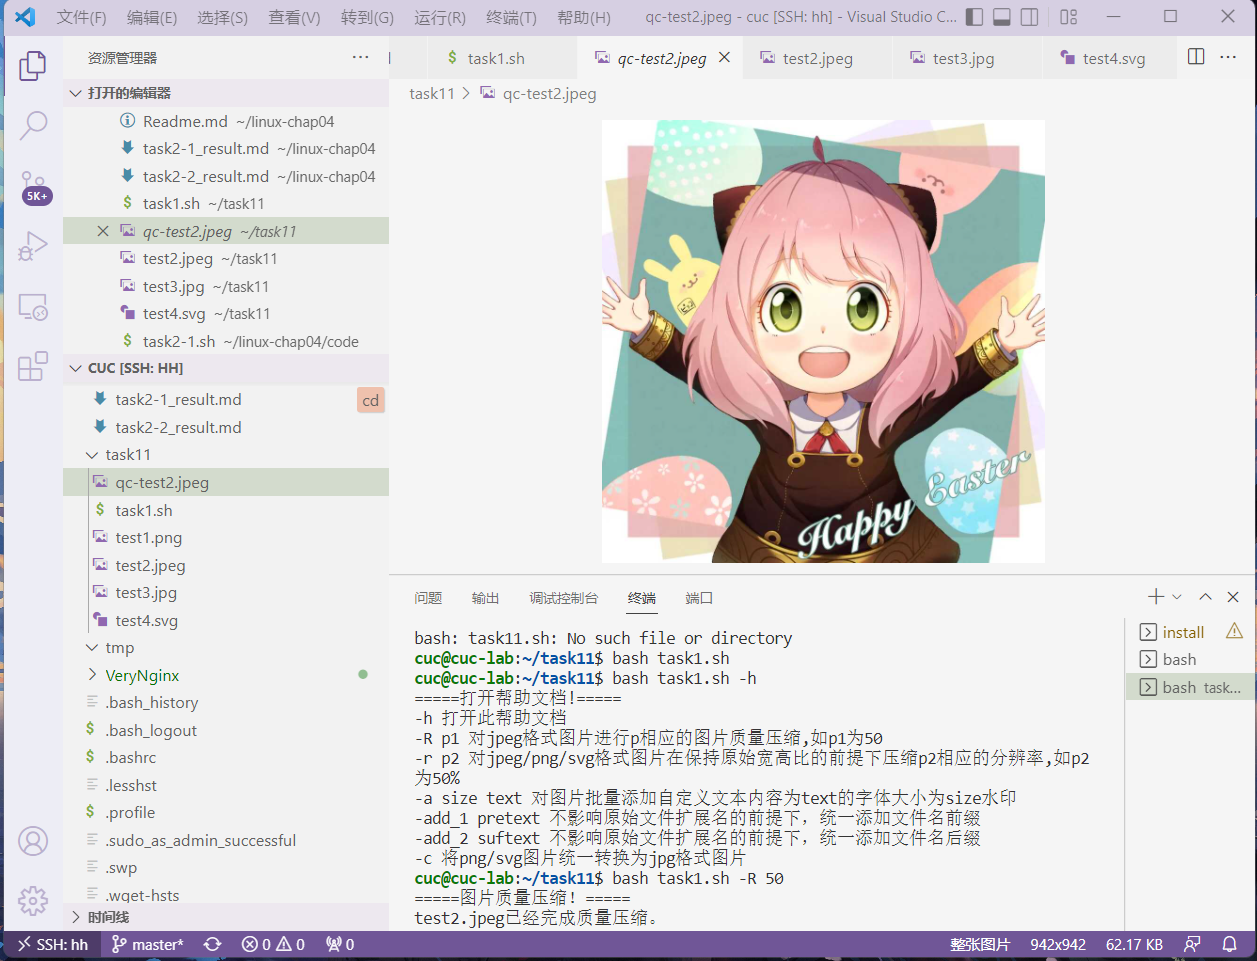 文件(F) 编辑(E) 选择(S) 查看(V) 转到(G) 运行(R) 终端(T) 帮助(H) qc-test2.jpeg - cuc [SSH: hh] - Visual Studio C...
资源管理器
task1.sh qc-test2.jpeg test2.jpeg test3.jpg test4.svg
打开的编辑器
task11 > qc-test2.jpeg
Readme.md ~/linux-chap04
task2-1_result.md ~/linux-chap04
task2-2_result.md ~/linux-chap04
5K+
task1.sh ~/task11
qc-test2.jpeg ~/task11
test2.jpeg ~/task11
test3.jpg ~/task11
test4.svg ~/task11
task2-1.sh ~/linux-chap04/code
CUC [SSH: HH]
task2-1_result.md
cd
task2-2_result.md
task11
qc-test2.jpeg
task1.sh
test1.png
test2.jpeg
test3.jpg
test4.svg
tmp
VeryNginx
.bash_history
.bash_logout
.bashrc
.lesshst
.profile
.sudo_as_admin_successful
.swp
.wget-hsts
时间线
Happy Easter
问题 输出 调试控制台 终端 端口
bash: task11.sh: No such file or directory
cuc@cuc-lab:~/task11$ bash task1.sh
cuc@cuc-lab:~/task11$ bash task1.sh -h
=====打开帮助文档!=====
-h 打开此帮助文档
-R p1 对jpeg格式图片进行p相应的图片质量压缩,如p1为50
-r p2 对jpeg/png/svg格式图片在保持原始宽高比的前提下压缩p2相应的分辨率,如p2
为50%
-a size text 对图片批量添加自定义文本内容为text的字体大小为size水印
-add_1 pretext 不影响原始文件扩展名的前提下，统一添加文件名前缀
-add_2 suftext 不影响原始文件扩展名的前提下，统一添加文件名后缀
-c 将png/svg图片统一转换为jpg格式图片
cuc@cuc-lab:~/task11$ bash task1.sh -R 50
=====图片质量压缩！=====
test2.jpeg已经完成质量压缩。
install
bash
bash task...
SSH: hh master* 0 0 0 整张图片 942x942 62.17 KB